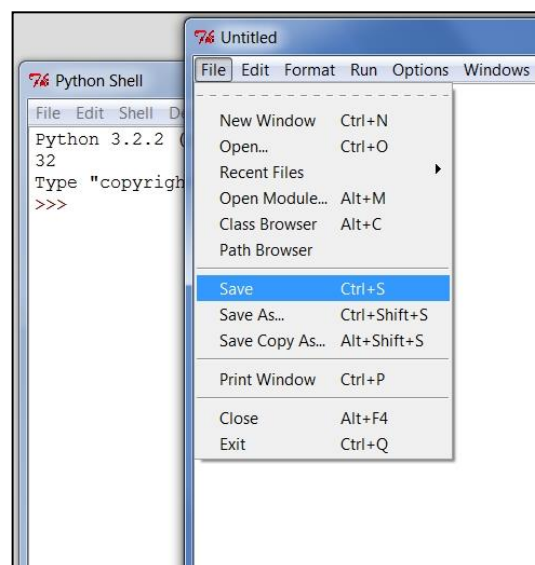 Untitled
File Edit Format Run Options Windows
New Window Ctrl+N
Open... Ctrl+O
Recent Files
Open Module... Alt+M
Class Browser Alt+C
Path Browser
Save Ctrl+S
Save As... Ctrl+Shift+S
Save Copy As... Alt+Shift+S
Print Window Ctrl+P
Close Alt+F4
Exit Ctrl+Q
Python Shell
File Edit Shell
Python 3.2.2 (
32
Type "copyrigh
>>>